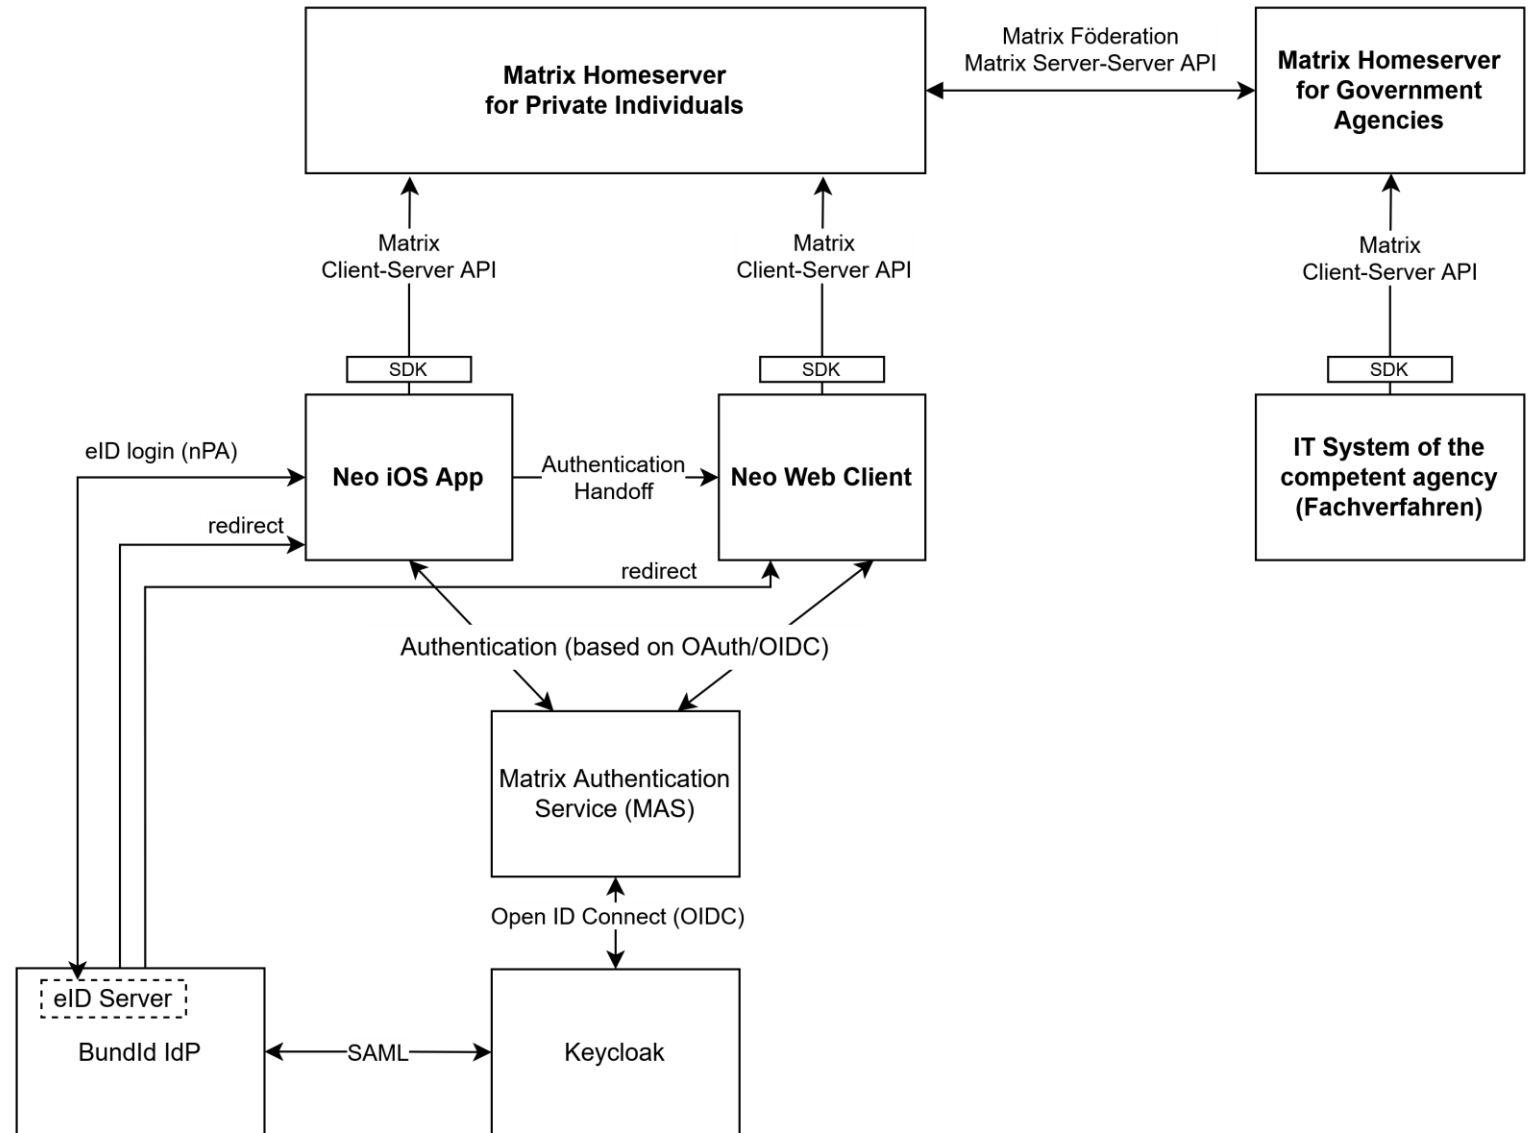 Matrix Homeserver
for Private Individuals
Matrix Föderation
Matrix Server-Server API
Matrix Homeserver
for Government
Agencies
Matrix
Client-Server API
Matrix
Client-Server API
Matrix
Client-Server API
SDK
SDK
SDK
eID login (nPA)
Neo iOS App
Authentication
Handoff
Neo Web Client
IT System of the
competent agency
(Fachverfahren)
redirect
redirect
Authentication (based on OAuth/OIDC)
Matrix Authentication
Service (MAS)
Open ID Connect (OIDC)
eID Server
BundId IdP
SAML
Keycloak